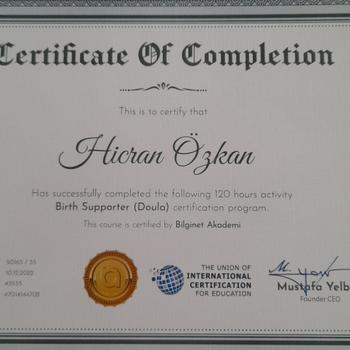 Certificate Of Completion
This is to certify that
Hicran Özkan
Has successfully completed the following 120 hours activity
Birth Supporter (Doula) certification program.
This course is certified by Bilginet Akademi
10.12.2022
THE UNION OF
INTERNATIONAL
CERTIFICATION
FOR EDUCATION
Mustafa Yelb
Founder CEO